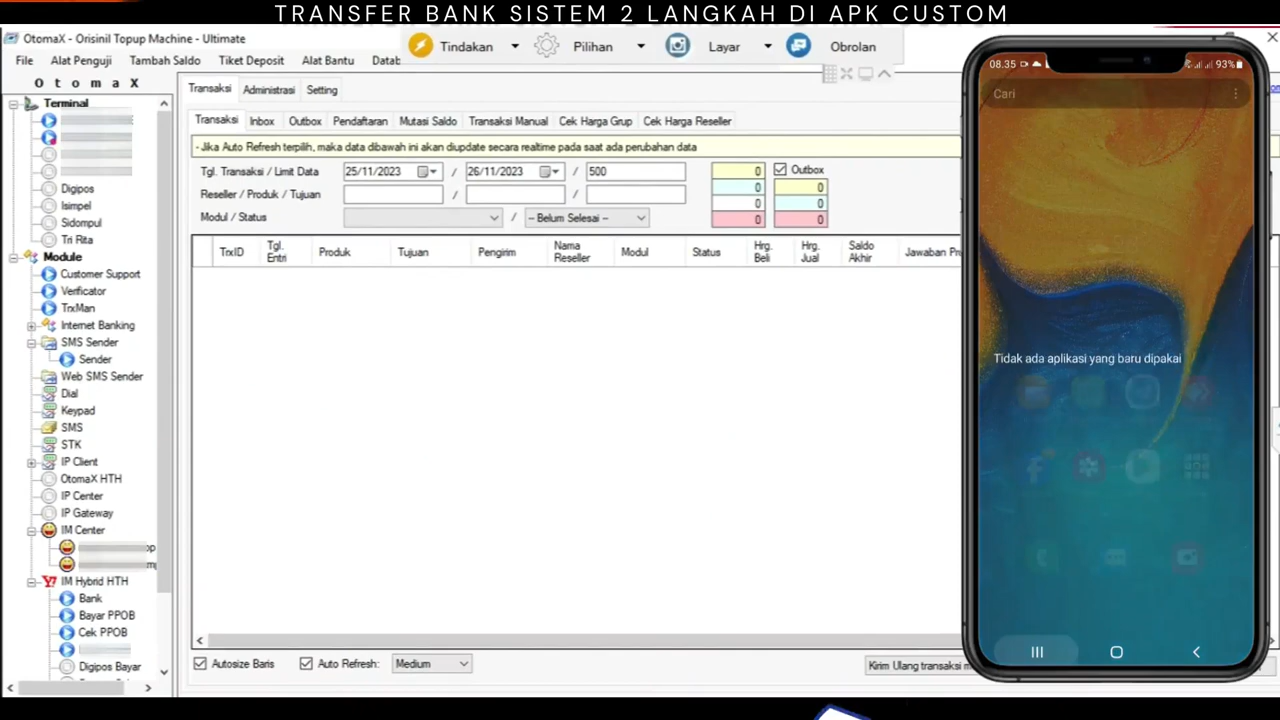 TRANSFER BANK SISTEM 2 LANGKAH DI APK CUSTOM
OtomaX - Orisinil Topup Machine - Ultimate
Tindakan
Pilihan
Layar
Obrolan
File Alat Penguji Tambah Saldo Tiket Deposit Alat Bantu Datab
O t o m a X
Terminal
Digipos
Isimpel
Sidompul
Tri Rita
Module
Customer Support
Verificator
TrxMan
Internet Banking
SMS Sender
Sender
Web SMS Sender
Dial
Keypad
SMS
STK
IP Client
OtomaX HTH
IP Center
IP Gateway
IM Center
IM Hybrid HTH
Bank
Bayar PPOB
Cek PPOB
Digipos Bayar
Transaksi Administrasi Setting
Transaksi Inbox Outbox Pendaftaran Mutasi Saldo Transaksi Manual Cek Harga Grup Cek Harga Reseller
- Jika Auto Refresh terpilih, maka data dibawah ini akan diupdate secara realtime pada saat ada perubahan data
Tgl. Transaksi / Limit Data 25/11/2023 / 26/11/2023 / 500 0 Outbox
Reseller / Produk / Tujuan / / 0 0
0 0
Modul / Status / -- Belum Selesai -- 0 0
TrxID Tgl. Entri Produk Tujuan Pengirim Nama Reseller Modul Status Hrg. Beli Hrg. Jual Saldo Akhir Jawaban Pr
Autosize Baris Auto Refresh: Medium Kirim Ulang transaksi
08.35 93%
Cari
Tidak ada aplikasi yang baru dipakai